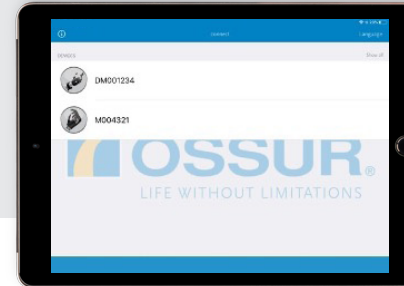 connect
Language
DEVICES
Show all
DM001234
M004321
OSSUR®
LIFE WITHOUT LIMITATIONS